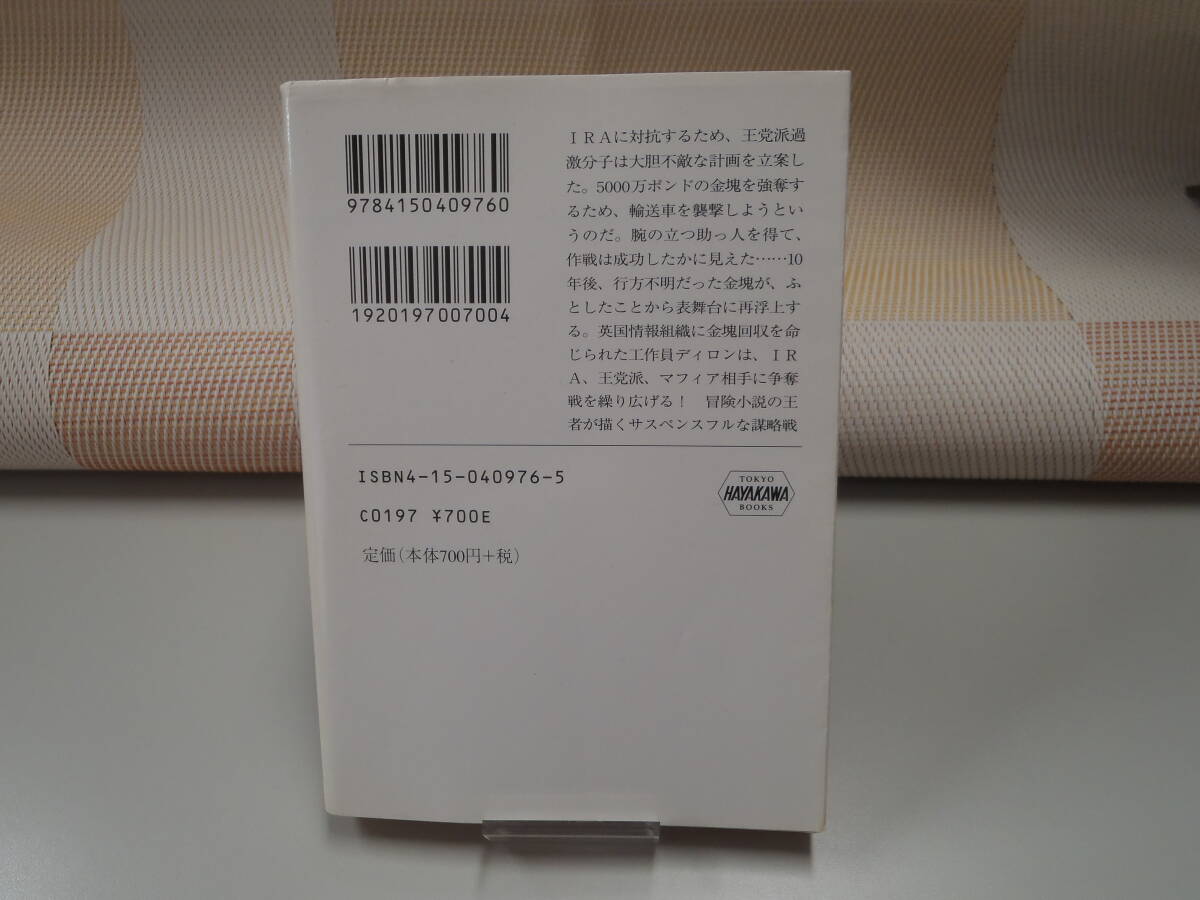 9784150409760
1920197007004
ＩＲＡに対抗するため、王党派過
激分子は大胆不敵な計画を立案し
た。5000万ポンドの金塊を強奪す
るため、輸送車を襲撃しようとい
うのだ。腕の立つ助っ人を得て、
作戦は成功したかに見えた……10
年後、行方不明だった金塊が、ふ
としたことから表舞台に再浮上す
る。英国情報組織に金塊回収を命
じられた工作員ディロンは、ＩＲ
Ａ、王党派、マフィア相手に争奪
戦を繰り広げる！　冒険小説の王
者が描くサスペンスフルな謀略戦
ISBN4-15-040976-5
C0197 ¥700E
定価(本体700円+税)
TOKYO
HAYAKAWA
BOOKS